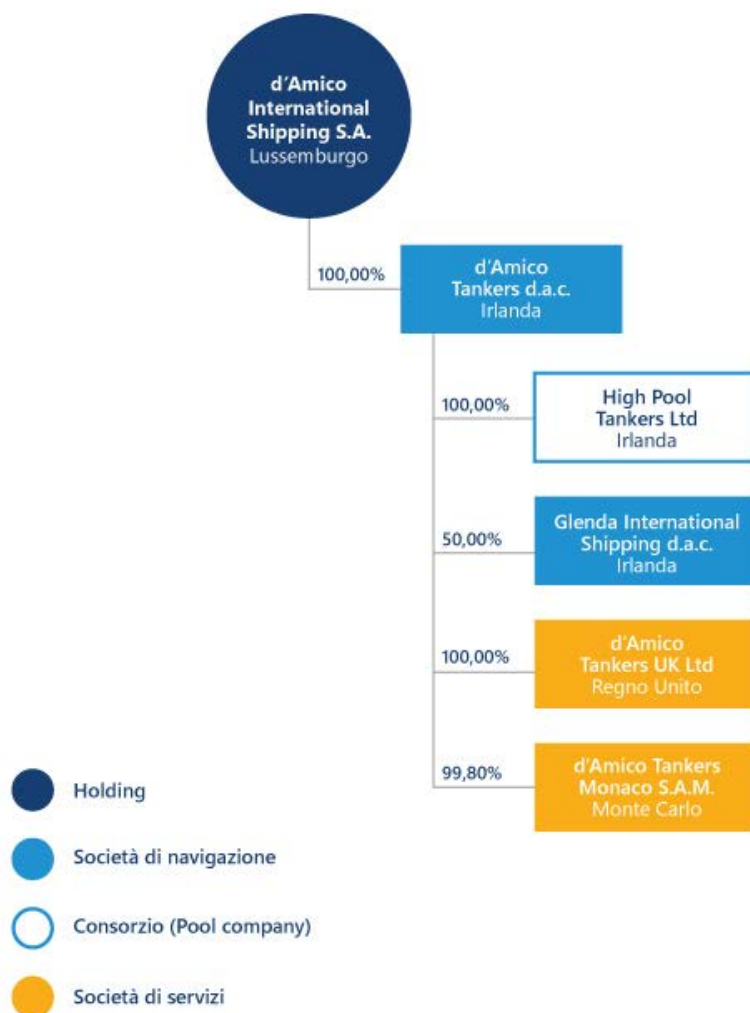 d'Amico
International
Shipping S.A.
Lussemburgo
100,00%
d'Amico
Tankers d.a.c.
Irlanda
100,00%
High Pool
Tankers Ltd
Irlanda
50,00%
Glenda International
Shipping d.a.c.
Irlanda
100,00%
d'Amico
Tankers UK Ltd
Regno Unito
99,80%
d'Amico Tankers
Monaco S.A.M.
Monte Carlo
Holding
Società di navigazione
Consorzio (Pool company)
Società di servizi